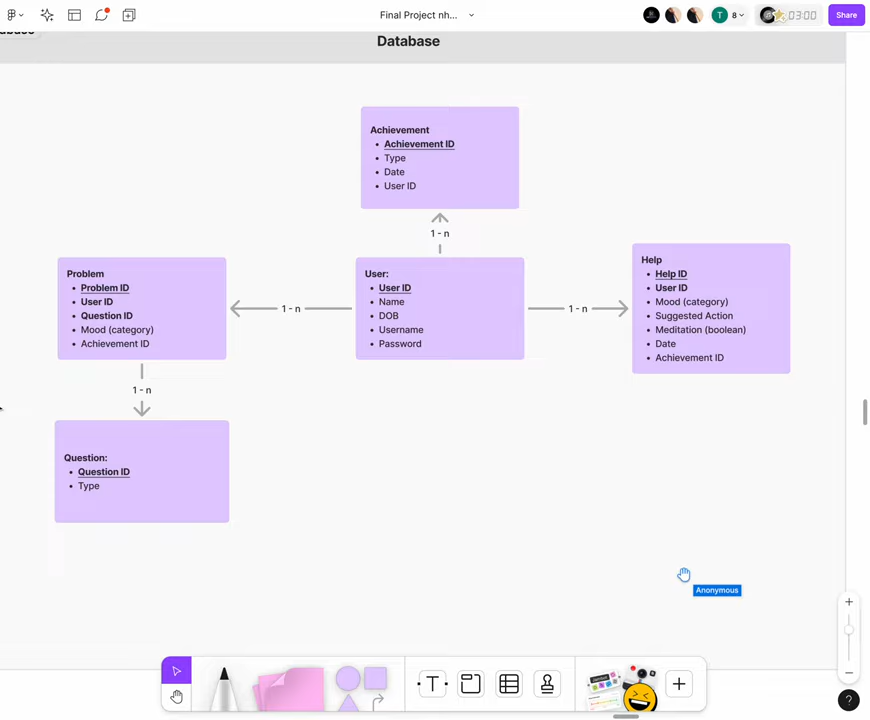 Final Project nh...
T
8
03:00
Share
Database
Achievement
Achievement ID
Type
Date
User ID
1 - n
Problem
Problem ID
User ID
Question ID
Mood (category)
Achievement ID
1 - n
User:
User ID
Name
DOB
Username
Password
1 - n
Help
Help ID
User ID
Mood (category)
Suggested Action
Meditation (boolean)
Date
Achievement ID
1 - n
Question:
Question ID
Type
Anonymous
T
?